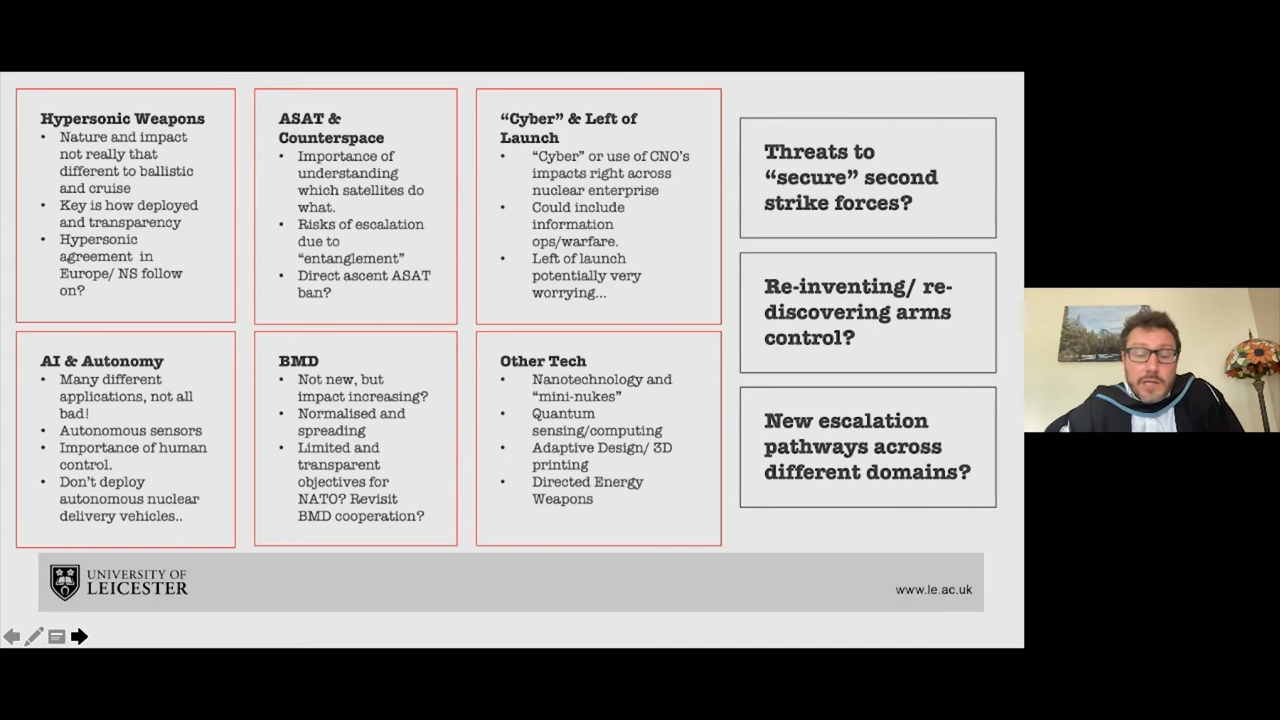 Hypersonic Weapons
• Nature and impact
not really that
different to ballistic
and cruise
• Key is how deployed
and transparency
• Hypersonic
agreement in
Europe/ NS follow
on?
ASAT &
Counterspace
• Importance of
understanding
which satellites do
what.
• Risks of escalation
due to
“entanglement”
• Direct ascent ASAT
ban?
“Cyber” & Left of
Launch
• “Cyber” or use of CNO’s
impacts right across
nuclear enterprise
• Could include
information
ops/warfare.
• Left of launch
potentially very
worrying…
AI & Autonomy
• Many different
applications, not all
bad!
• Autonomous sensors
• Importance of human
control.
• Don’t deploy
autonomous nuclear
delivery vehicles..
BMD
• Not new, but
impact increasing?
• Normalised and
spreading
• Limited and
transparent
objectives for
NATO? Revisit
BMD cooperation?
Other Tech
• Nanotechnology and
“mini-nukes”
• Quantum
sensing/computing
• Adaptive Design/ 3D
printing
• Directed Energy
Weapons
Threats to
“secure” second
strike forces?
Re-inventing/ re-
discovering arms
control?
New escalation
pathways across
different domains?
UNIVERSITY OF
LEICESTER
www.le.ac.uk